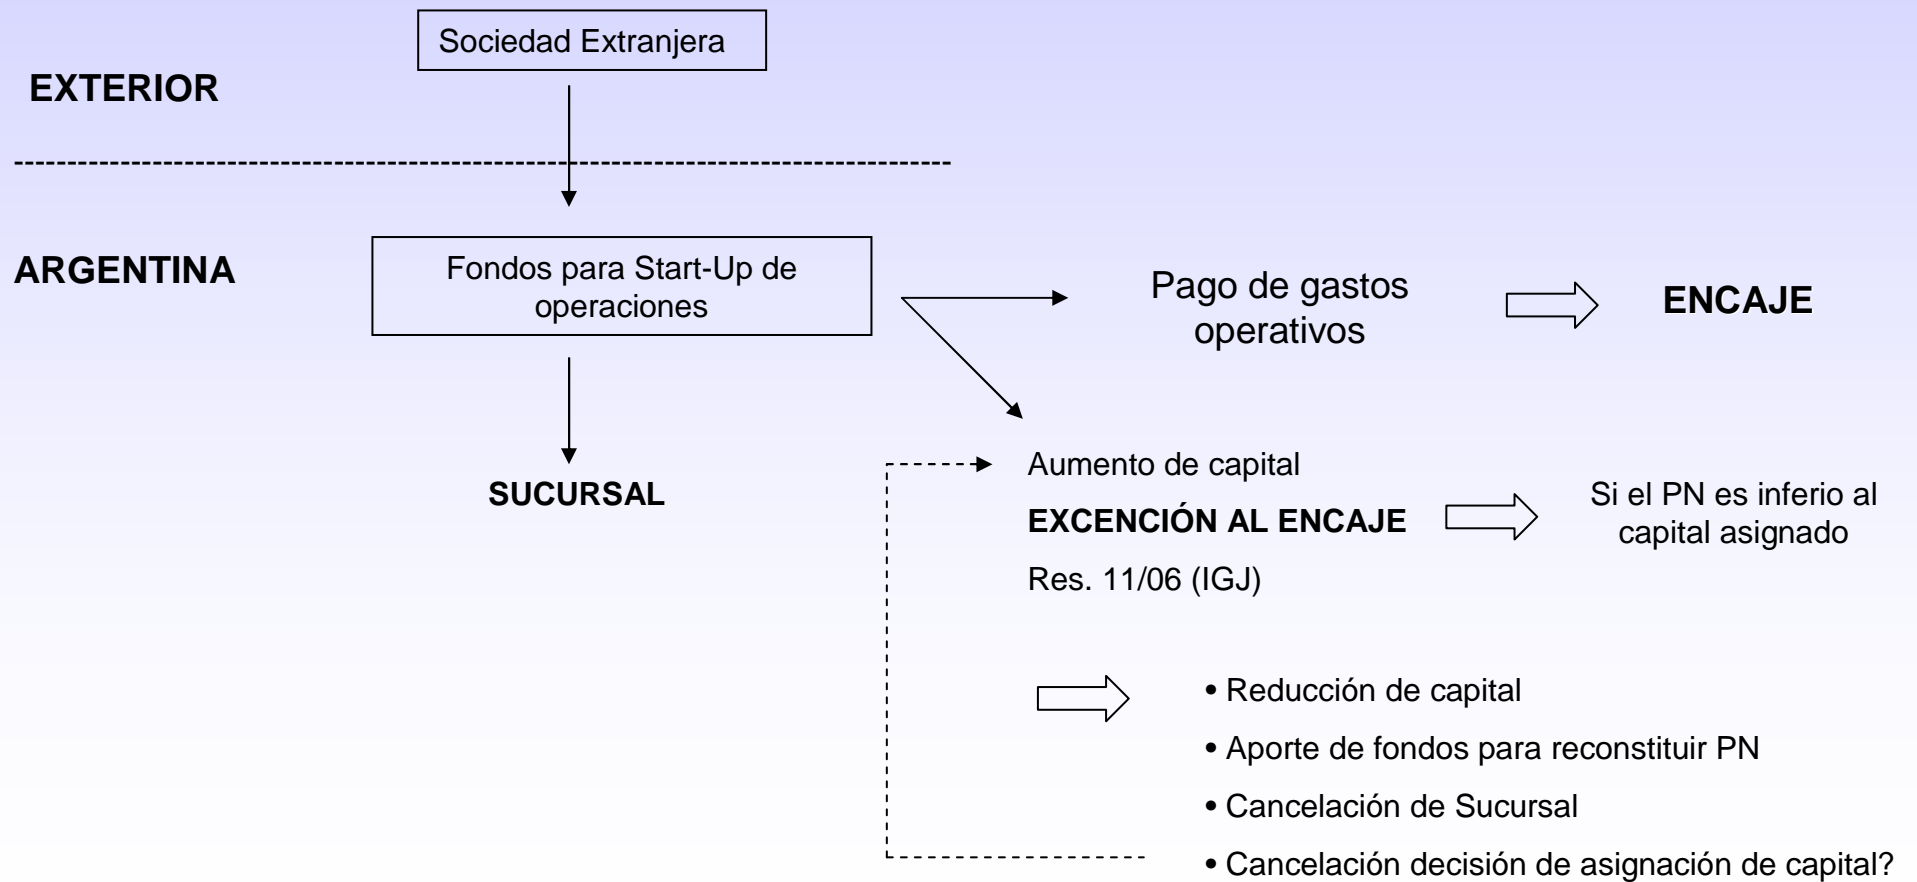 Sociedad Extranjera
EXTERIOR
ARGENTINA
Fondos para Start-Up de
operaciones
Pago de gastos
operativos
ENCAJE
SUCURSAL
Aumento de capital
EXCENCIÓN AL ENCAJE
Res. 11/06 (IGJ)
Si el PN es inferio al
capital asignado
• Reducción de capital
• Aporte de fondos para reconstituir PN
• Cancelación de Sucursal
• Cancelación decisión de asignación de capital?